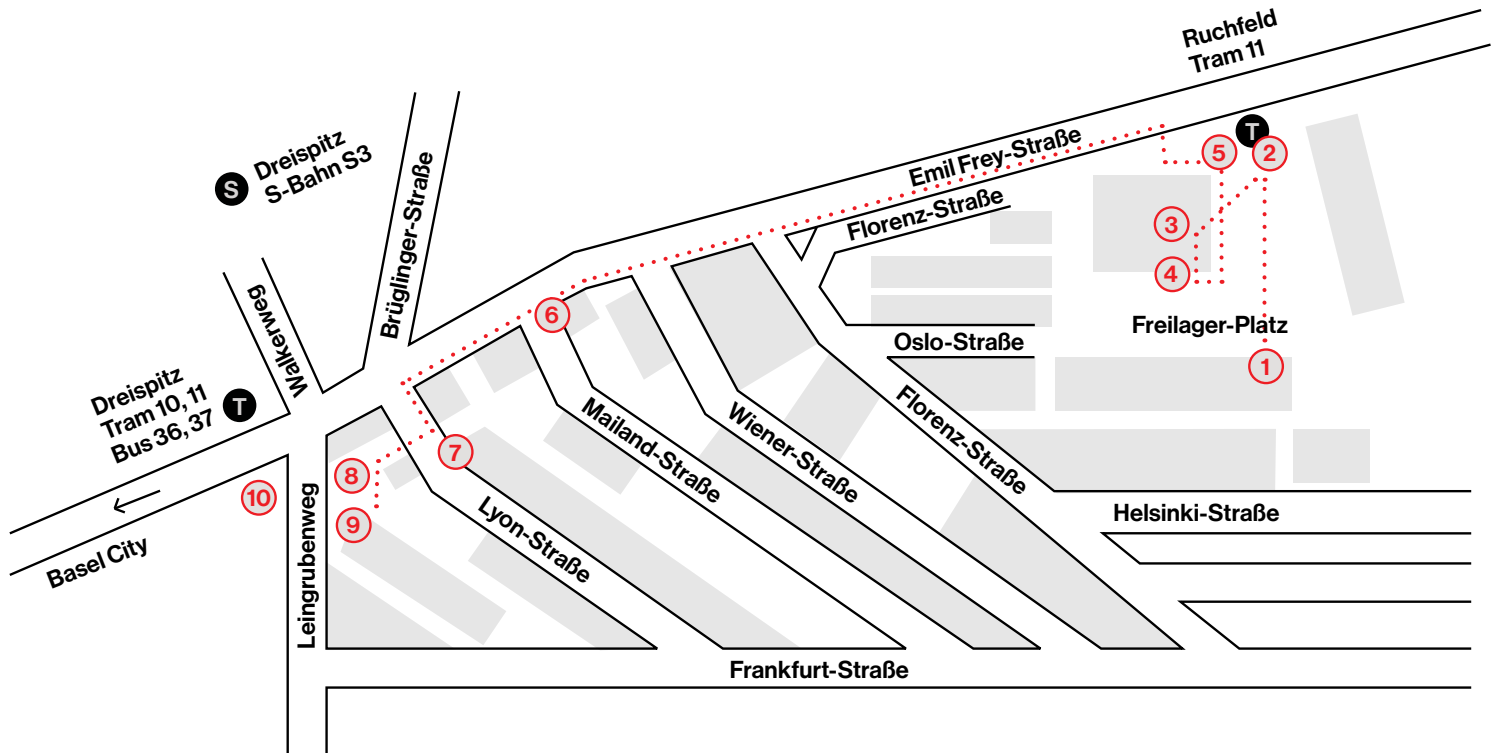 Ruchfeld
Tram 11
T
Emil Frey-Straße
5
2
Dreispitz
S-Bahn S3
S
Brüglinger-Straße
Florenz-Straße
3
4
Walkerweg
6
Freilager-Platz
Oslo-Straße
1
Dreispitz
Tram 10, 11
Bus 36, 37
T
Florenz-Straße
Mailand-Straße
Wiener-Straße
7
8
10
9
Lyon-Straße
Helsinki-Straße
Basel City
Leingrubenweg
Frankfurt-Straße